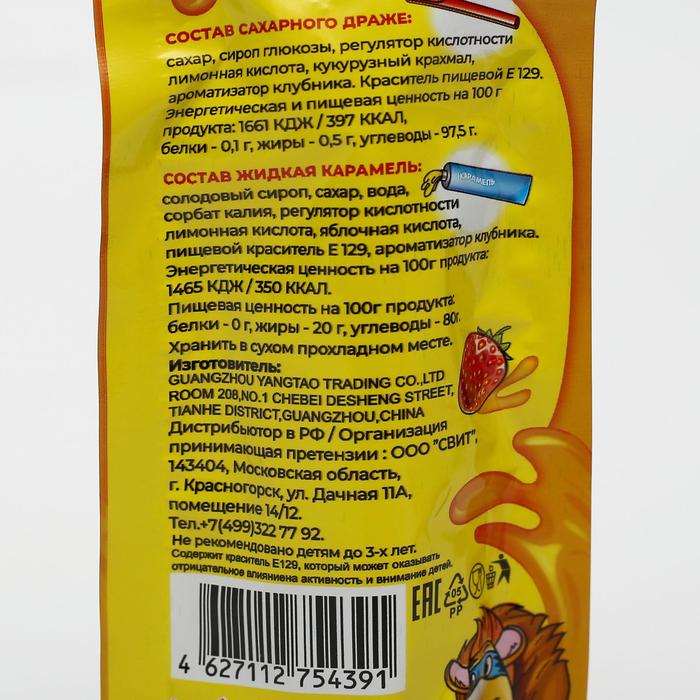 СОСТАВ САХАРНОГО ДРАЖЕ:
сахар, сироп глюкозы, регулятор кислотности
лимонная кислота, кукурузный крахмал,
ароматизатор клубника. Краситель пищевой Е 129.
Энергетическая и пищевая ценность на 100 г
продукта: 1661 КДЖ / 397 ККАЛ,
белки - 0,1 г, жиры - 0,5 г, углеводы - 97,5 г.
СОСТАВ ЖИДКАЯ КАРАМЕЛЬ:
КАРАМЕЛЬ
солодовый сироп, сахар, вода,
сорбат калия, регулятор кислотности
лимонная кислота, яблочная кислота,
пищевой краситель Е 129, ароматизатор клубника.
Энергетическая ценность на 100г продукта:
1465 КДЖ / 350 ККАЛ.
Пищевая ценность на 100г продукта:
белки - 0 г, жиры - 20 г, углеводы - 80г.
Хранить в сухом прохладном месте.
Изготовитель:
GUANGZHOU YANGTAO TRADING CO.,LTD
ROOM 208,NO.1 CHEBEI DESHENG STREET,
TIANHE DISTRICT,GUANGZHOU,CHINA
Дистрибьютор в РФ / Организация
принимающая претензии : ООО "СВИТ",
143404, Московская область,
г. Красногорск, ул. Дачная 11А,
помещение 14/12.
Тел.+7(499)322 77 92.
Не рекомендовано детям до 3-х лет.
Содержит краситель Е129, который может оказывать
отрицательное влияниена активность и внимание детей.
EAC
05
PP
4 627112 754391